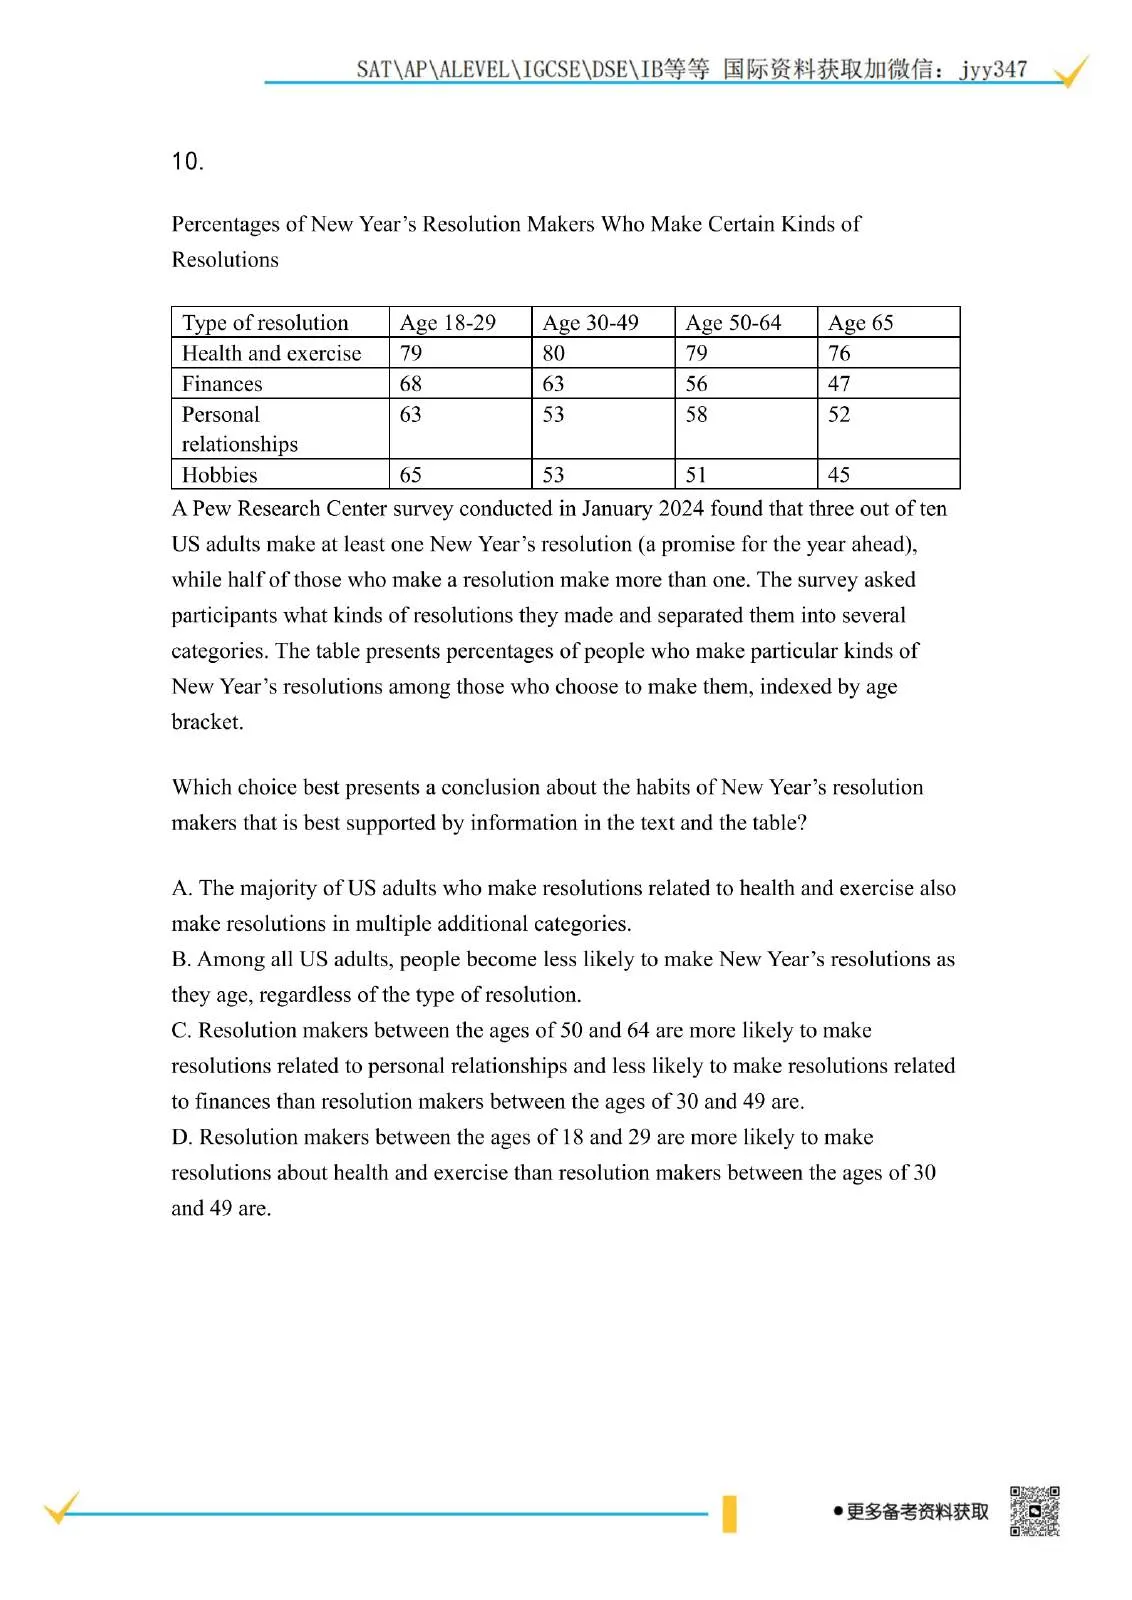 SAT\AP\ALEVEL\IGCSE\DSE\IB等等 国际资料获取加微信：jyy347
10.
Percentages of New Year’s Resolution Makers Who Make Certain Kinds of
Resolutions
Type of resolution Age 18-29 Age 30-49 Age 50-64 Age 65
Health and exercise 79 80 79 76
Finances 68 63 56 47
Personal 63 53 58 52
relationships
Hobbies 65 53 51 45
A Pew Research Center survey conducted in January 2024 found that three out of ten
US adults make at least one New Year’s resolution (a promise for the year ahead),
while half of those who make a resolution make more than one. The survey asked
participants what kinds of resolutions they made and separated them into several
categories. The table presents percentages of people who make particular kinds of
New Year’s resolutions among those who choose to make them, indexed by age
bracket.
Which choice best presents a conclusion about the habits of New Year’s resolution
makers that is best supported by information in the text and the table?
A. The majority of US adults who make resolutions related to health and exercise also
make resolutions in multiple additional categories.
B. Among all US adults, people become less likely to make New Year’s resolutions as
they age, regardless of the type of resolution.
C. Resolution makers between the ages of 50 and 64 are more likely to make
resolutions related to personal relationships and less likely to make resolutions related
to finances than resolution makers between the ages of 30 and 49 are.
D. Resolution makers between the ages of 18 and 29 are more likely to make
resolutions about health and exercise than resolution makers between the ages of 30
and 49 are.
●更多备考资料获取